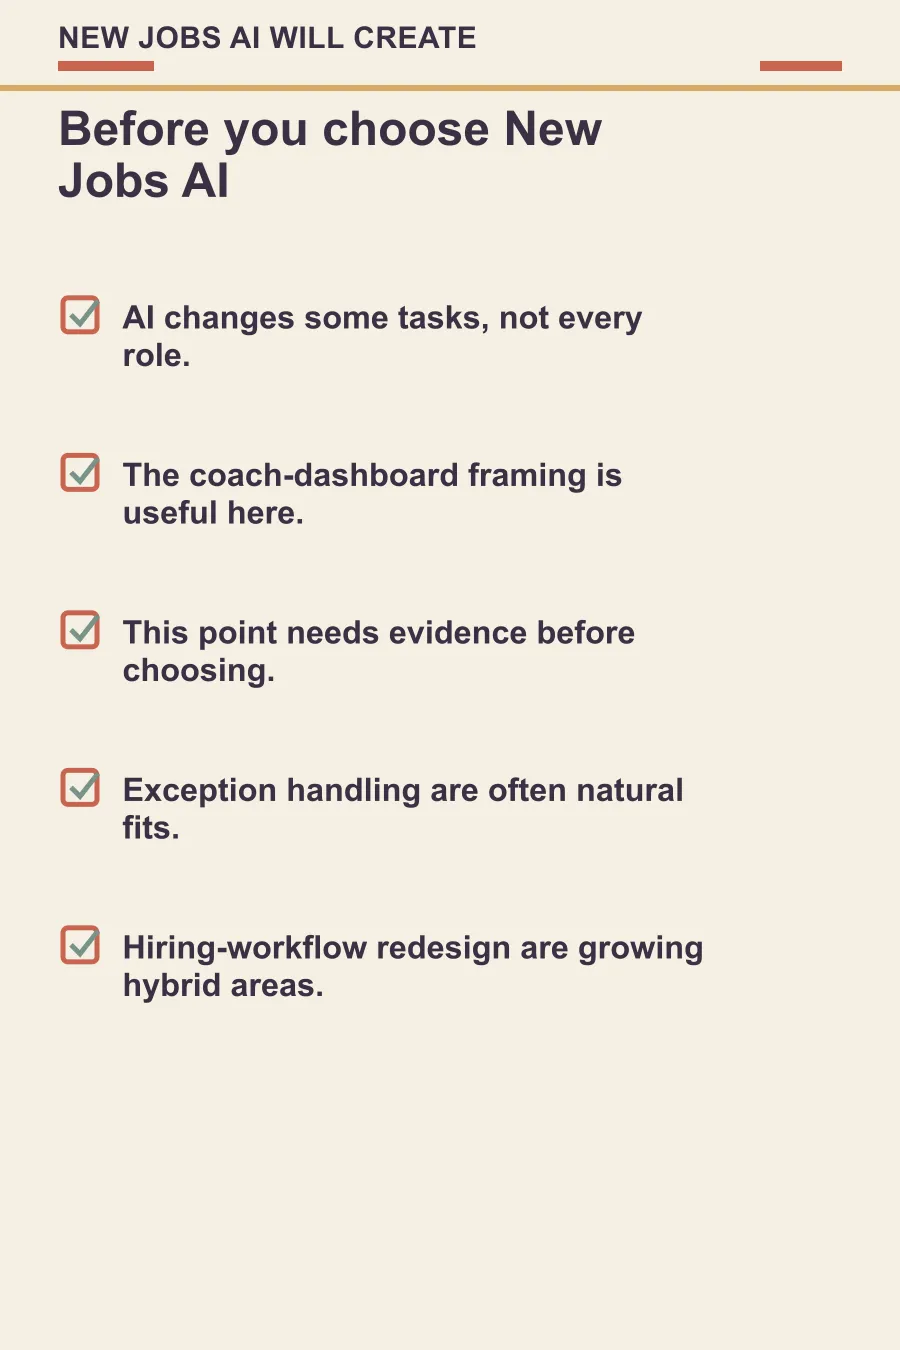 NEW JOBS AI WILL CREATE
Before you choose New
Jobs AI
AI changes some tasks, not every
role.
The coach-dashboard framing is
useful here.
This point needs evidence before
choosing.
Exception handling are often natural
fits.
Hiring-workflow redesign are growing
hybrid areas.